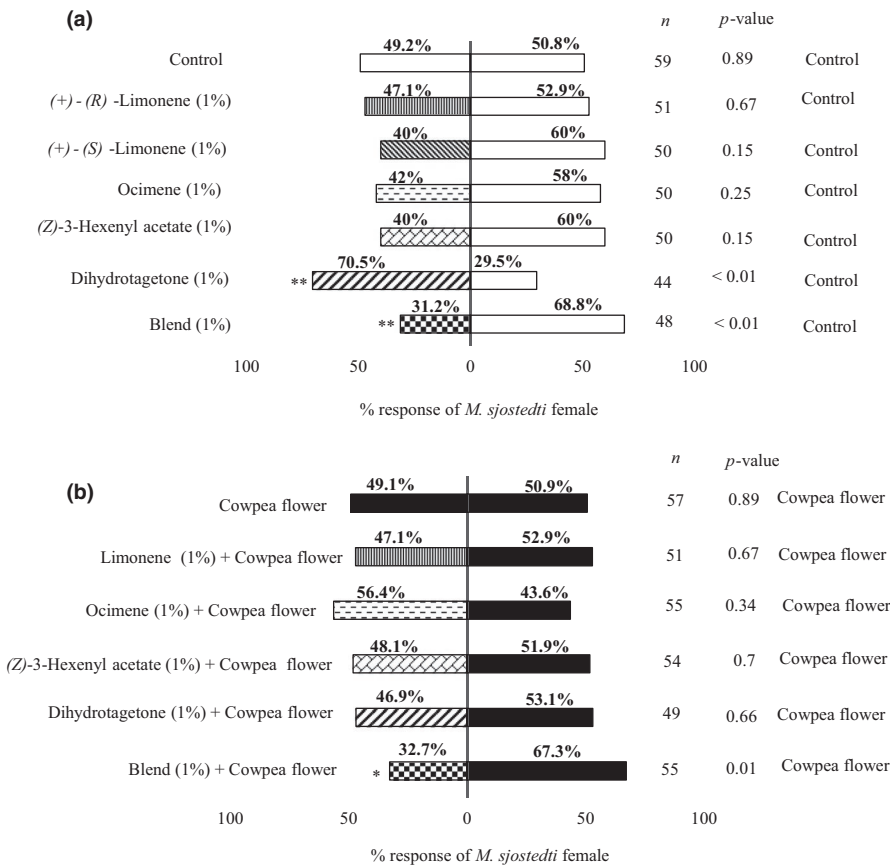 (a)
n p-value
Control 49.2% 50.8% 59 0.89 Control
(+) - (R) -Limonene (1%) 47.1% 52.9% 51 0.67 Control
(+) - (S) -Limonene (1%) 40% 60% 50 0.15 Control
Ocimene (1%) 42% 58% 50 0.25 Control
(Z)-3-Hexenyl acetate (1%) 40% 60% 50 0.15 Control
Dihydrotagetone (1%) ** 70.5% 29.5% 44 < 0.01 Control
Blend (1%) ** 31.2% 68.8% 48 < 0.01 Control
100 50 0 50 100
% response of M. sjostedti female
(b)
n p-value
Cowpea flower 49.1% 50.9% 57 0.89 Cowpea flower
Limonene (1%) + Cowpea flower 47.1% 52.9% 51 0.67 Cowpea flower
Ocimene (1%) + Cowpea flower 56.4% 43.6% 55 0.34 Cowpea flower
(Z)-3-Hexenyl acetate (1%) + Cowpea flower 48.1% 51.9% 54 0.7 Cowpea flower
Dihydrotagetone (1%) + Cowpea flower 46.9% 53.1% 49 0.66 Cowpea flower
Blend (1%) + Cowpea flower * 32.7% 67.3% 55 0.01 Cowpea flower
100 50 0 50 100
% response of M. sjostedti female